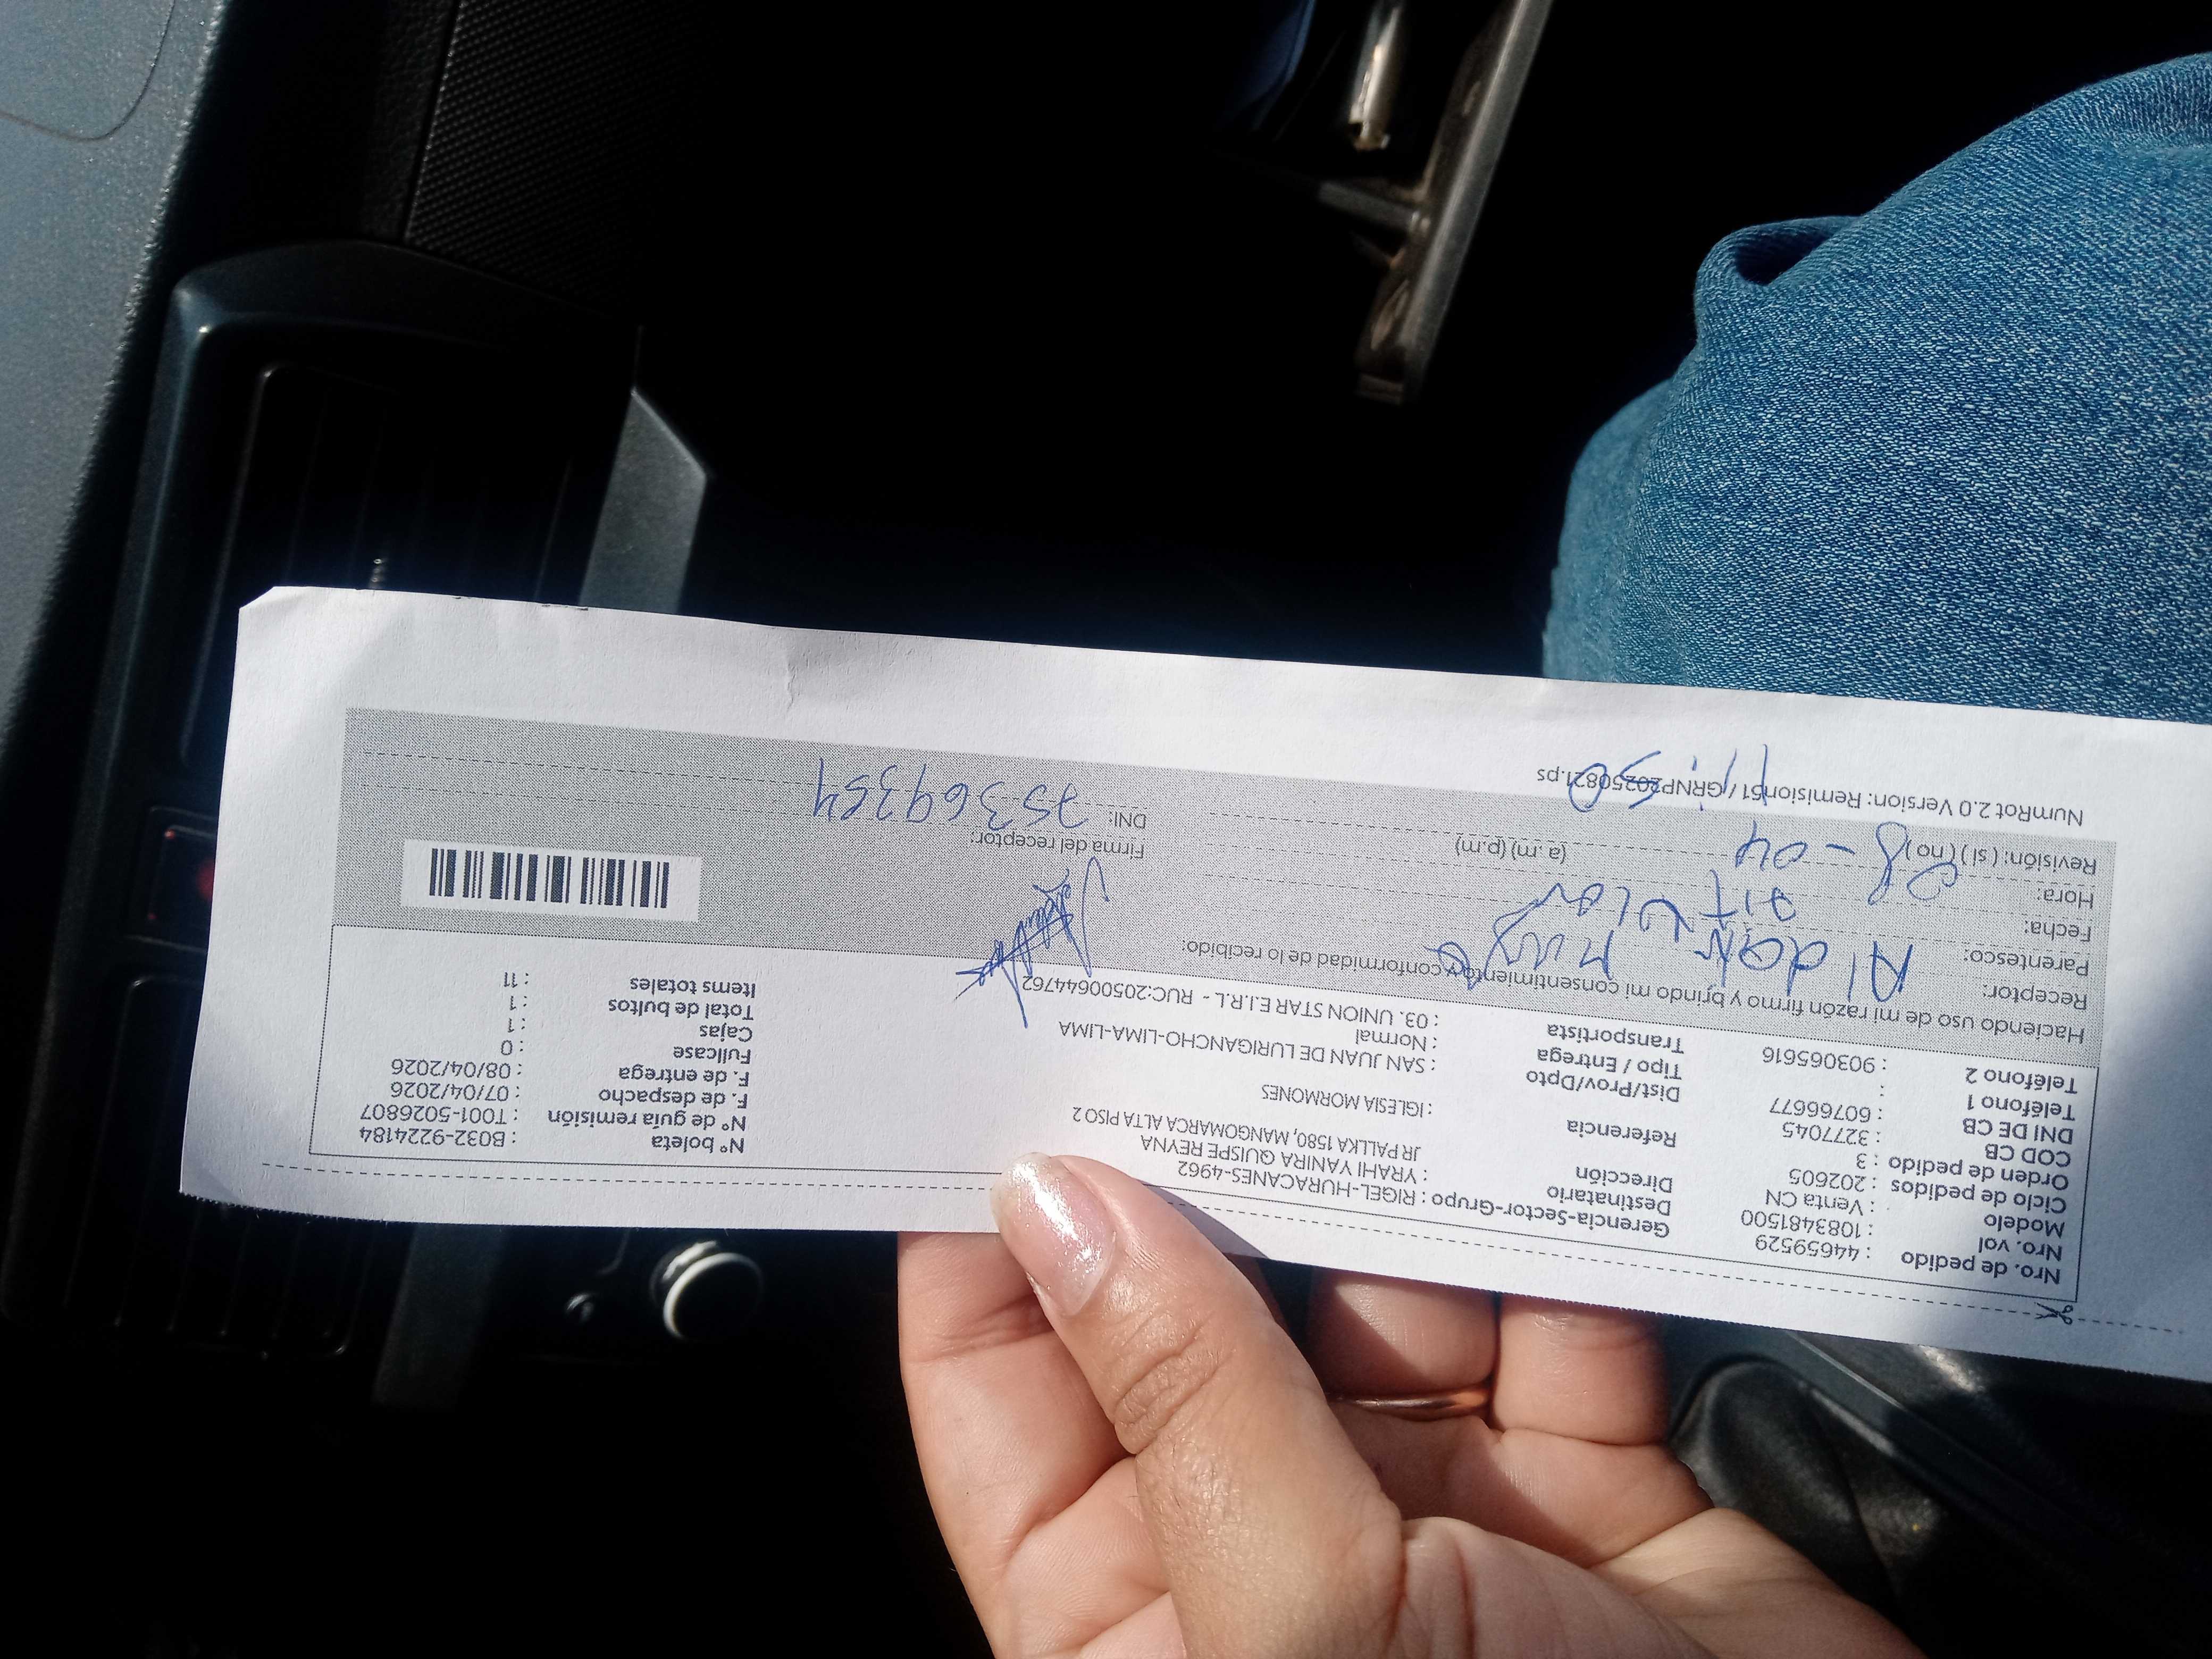 Nro. de pedido : 44659529
Nro. vol : 1083481500
Modelo : Venta CN
Ciclo de pedidos : 202605
Orden de pedido : 3
COD CB : 3277045
DNI DE CB : 60766677
Teléfono 1 :
Teléfono 2 : 903065616
Gerencia-Sector-Grupo : RIGEL-HURACANES-4962
Destinatario : YRAHI YANIRA QUISPE REYNA
Dirección JR PALLKA 1580, MANGOMARCA ALTA PISO 2
Referencia : IGLESIA MORMONES
Dist/Prov/Dpto : SAN JUAN DE LURIGANCHO-LIMA-LIMA
Tipo / Entrega : Normal
Transportista : 03. UNION STAR E.I.R.L - RUC:20500644762
N° boleta : B032-9224184
N° de guía remisión : T001-5026807
F. de despacho : 07/04/2026
F. de entrega : 08/04/2026
Fullcase : 0
Cajas : 1
Total de bultos : 1
Items totales : 11
Haciendo uso de mi razón firmo y brindo mi consentimiento y conformidad de lo recibido:
Receptor: Aldair
Parentesco: titular
Fecha: 08-04
Hora: 11:50 (a.m) (p.m)
Revisión: ( si ) ( no )
Firma del receptor:
DNI: 75369354
NumRot 2.0 Version: Remision51 / GRNP20250821.ps